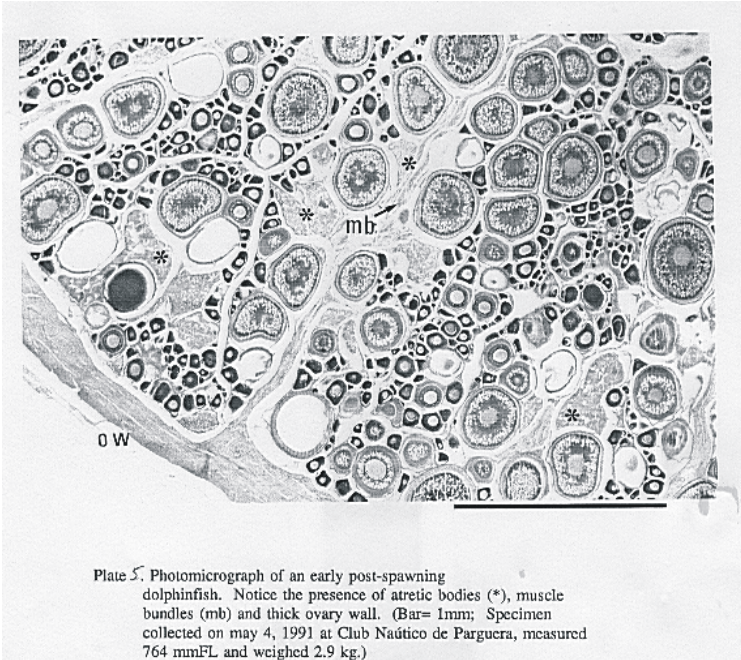 *
*
mb
*
*
OW
Plate 5. Photomicrograph of an early post-spawning
dolphinfish. Notice the presence of atretic bodies (*), muscle
bundles (mb) and thick ovary wall. (Bar= 1mm; Specimen
collected on may 4, 1991 at Club Naútico de Parguera, measured
764 mmFL and weighed 2.9 kg.)